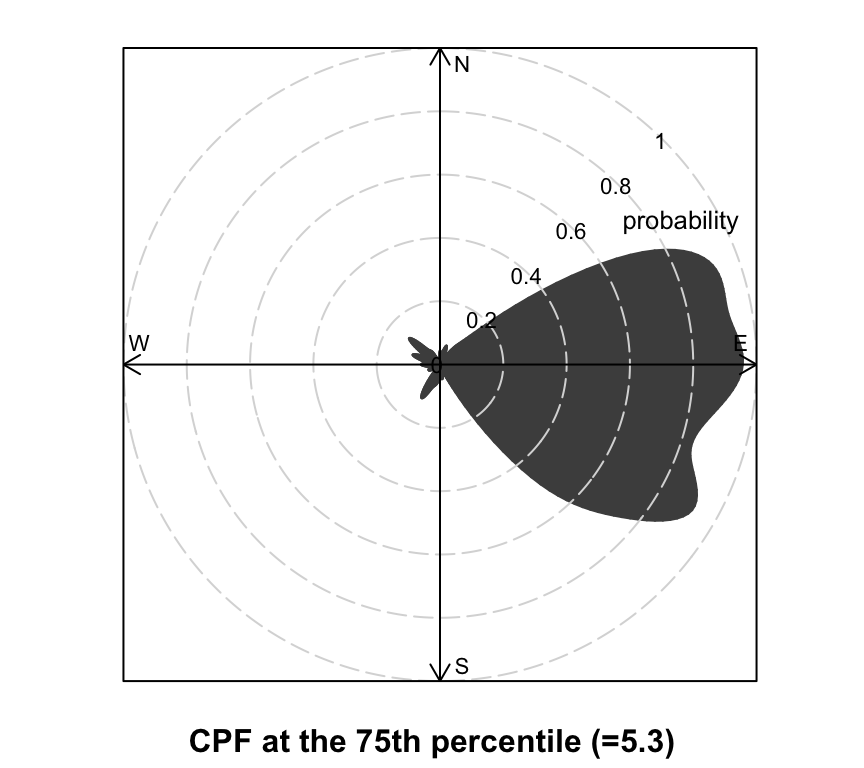 N
1
0.8
probability
0.6
0.4
0.2
W
E
0
S
CPF at the 75th percentile (=5.3)